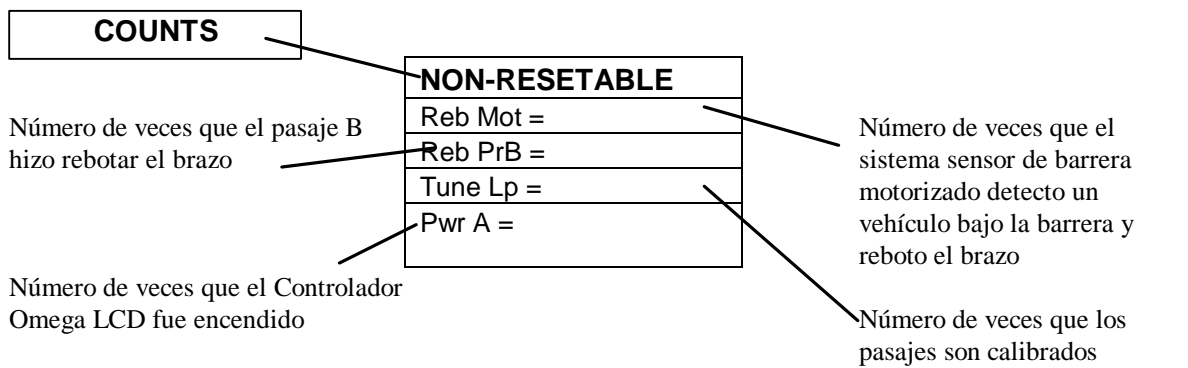 COUNTS
NON-RESETABLE
Reb Mot =
Reb PrB =
Tune Lp =
Pwr A =
Número de veces que el pasaje B
hizo rebotar el brazo
Número de veces que el Controlador
Omega LCD fue encendido
Número de veces que el
sistema sensor de barrera
motorizado detecto un
vehículo bajo la barrera y
reboto el brazo
Número de veces que los
pasajes son calibrados